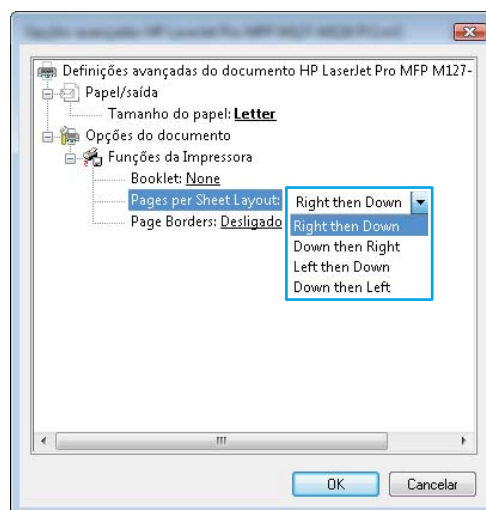 Definições avançadas do documento HP LaserJet Pro MFP M127-
Papel/saída
Tamanho do papel: Letter
Opções do documento
Funções da Impressora
Booklet: None
Pages per Sheet Layout: Right then Down
Page Borders: Desligado
Right then Down
Down then Right
Left then Down
Down then Left
OK Cancelar